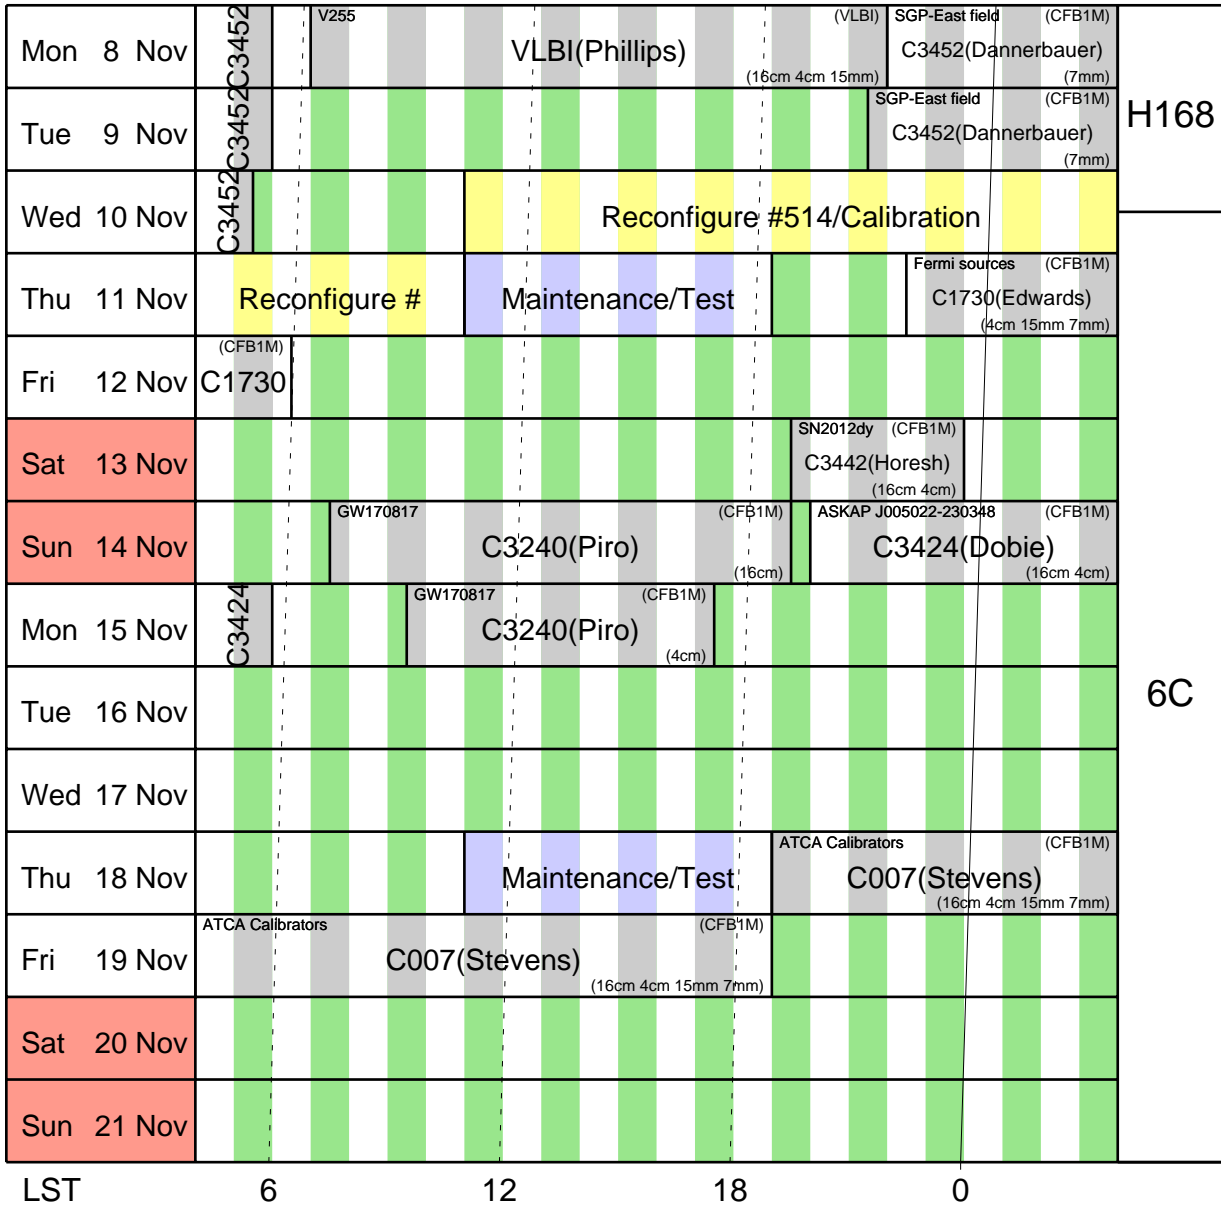 Mon 8 Nov
C3452
V255
(VLBI)
VLBI(Phillips)
(16cm 4cm 15mm)
SGP-East field
(CFB1M)
C3452(Dannerbauer)
(7mm)
H168
Tue 9 Nov
C3452
SGP-East field
(CFB1M)
C3452(Dannerbauer)
(7mm)
Wed 10 Nov
C3452
Reconfigure #514/Calibration
Thu 11 Nov
Reconfigure #
Maintenance/Test
Fermi sources
(CFB1M)
C1730(Edwards)
(4cm 15mm 7mm)
Fri 12 Nov
(CFB1M)
C1730
Sat 13 Nov
SN2012dy
(CFB1M)
C3442(Horesh)
(16cm 4cm)
Sun 14 Nov
GW170817
(CFB1M)
C3240(Piro)
(16cm)
ASKAP J005022-230348
(CFB1M)
C3424(Dobie)
(16cm 4cm)
Mon 15 Nov
C3424
GW170817
(CFB1M)
C3240(Piro)
(4cm)
6C
Tue 16 Nov
Wed 17 Nov
Thu 18 Nov
Maintenance/Test
ATCA Calibrators
(CFB1M)
C007(Stevens)
(16cm 4cm 15mm 7mm)
Fri 19 Nov
ATCA Calibrators
(CFB1M)
C007(Stevens)
(16cm 4cm 15mm 7mm)
Sat 20 Nov
Sun 21 Nov
LST 6 12 18 0